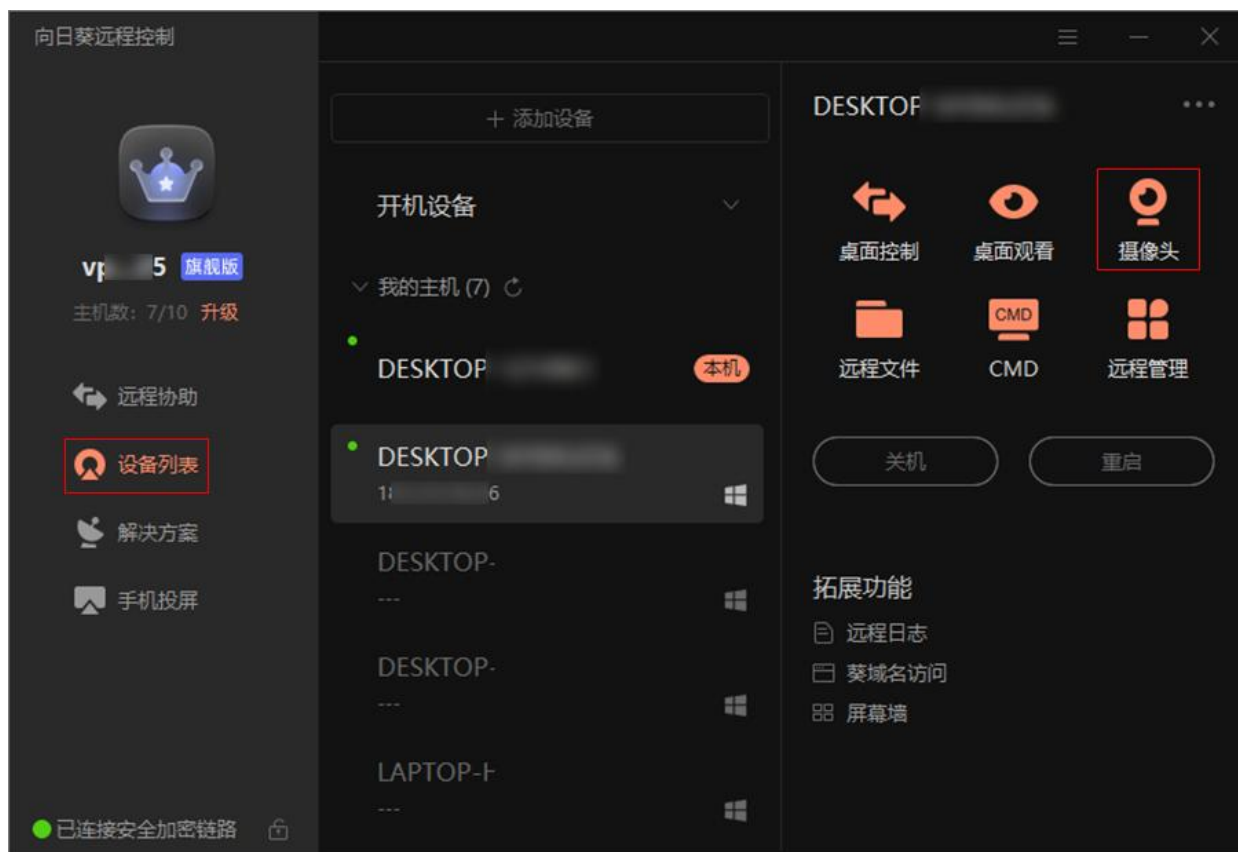 向日葵远程控制
5 旗舰版
主机数: 7/10 升级
远程协助
设备列表
解决方案
手机投屏
已连接安全加密链路
+ 添加设备
开机设备
我的主机 (7)
DESKTOP
本机
DESKTOP
6
DESKTOP-
---
DESKTOP-
---
LAPTOP-
---
DESKTOP
桌面控制
桌面观看
摄像头
远程文件
CMD
CMD
远程管理
关机
重启
拓展功能
远程日志
葵域名访问
屏幕墙